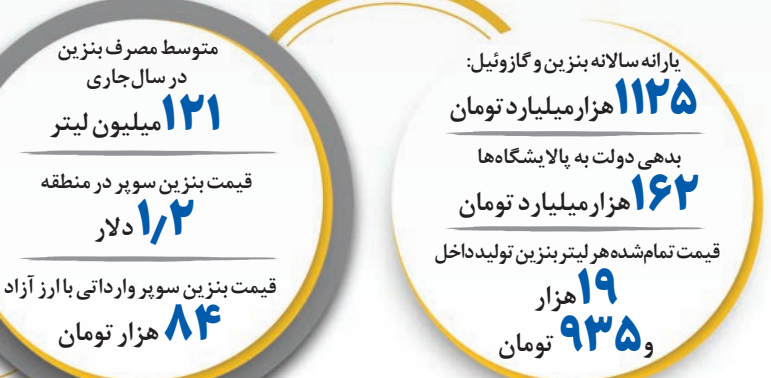 یارانه سالانه بنزین و گازوئیل:
۱۱۲۵ هزار میلیارد تومان
بدهی دولت به پالایشگاه‌ها
۱۶۲ هزار میلیارد تومان
قیمت تمام‌شده هر لیتر بنزین تولید داخل
۱۹ هزار
و ۹۳۵ تومان
متوسط مصرف بنزین
در سال جاری
۱۲۱ میلیون لیتر
قیمت بنزین سوپر در منطقه
۱/۲ دلار
قیمت بنزین سوپر وارداتی با ارز آزاد
۸۴ هزار تومان